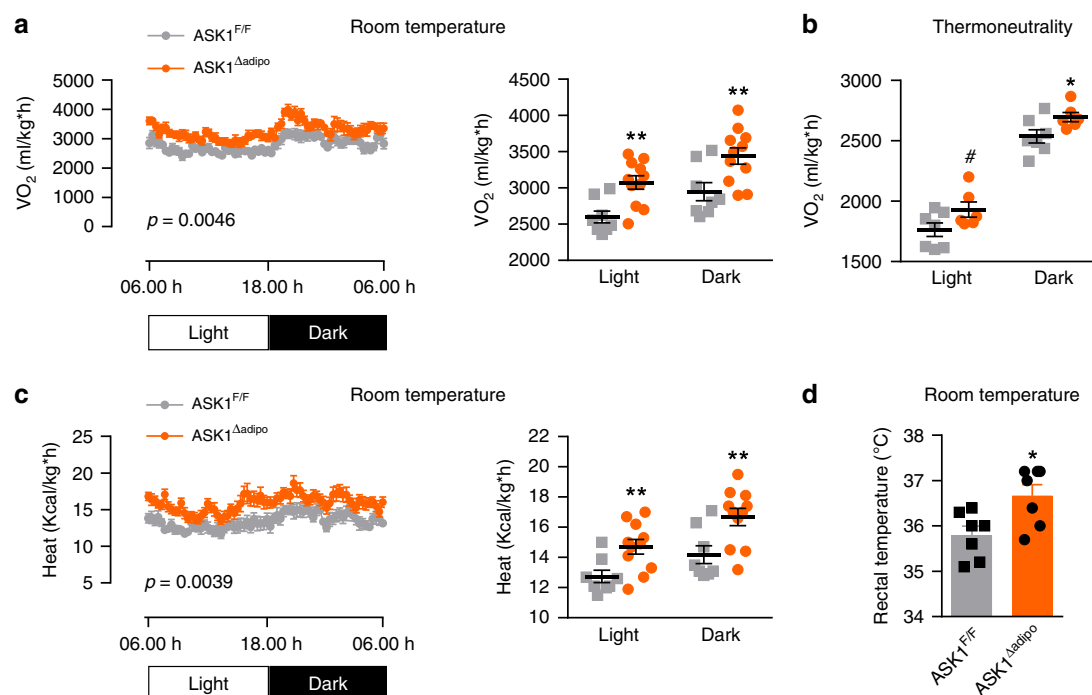 a
ASK1F/F
ASK1Δadipo
Room temperature
VO2 (ml/kg*h)
5000
4000
3000
2000
1000
0
p = 0.0046
06.00 h 18.00 h 06.00 h
Light Dark
VO2 (ml/kg*h)
4500
4000
3500
3000
2500
2000
**
**
Light Dark
b
Thermoneutrality
VO2 (ml/kg*h)
3000
2500
2000
1500
#
*
Light Dark
c
ASK1F/F
ASK1Δadipo
Room temperature
Heat (Kcal/kg*h)
25
20
15
10
5
p = 0.0039
06.00 h 18.00 h 06.00 h
Light Dark
Heat (Kcal/kg*h)
22
20
18
16
14
12
10
**
**
Light Dark
d
Room temperature
Rectal temperature (°C)
38
37
36
35
34
*
ASK1F/F
ASK1Δadipo